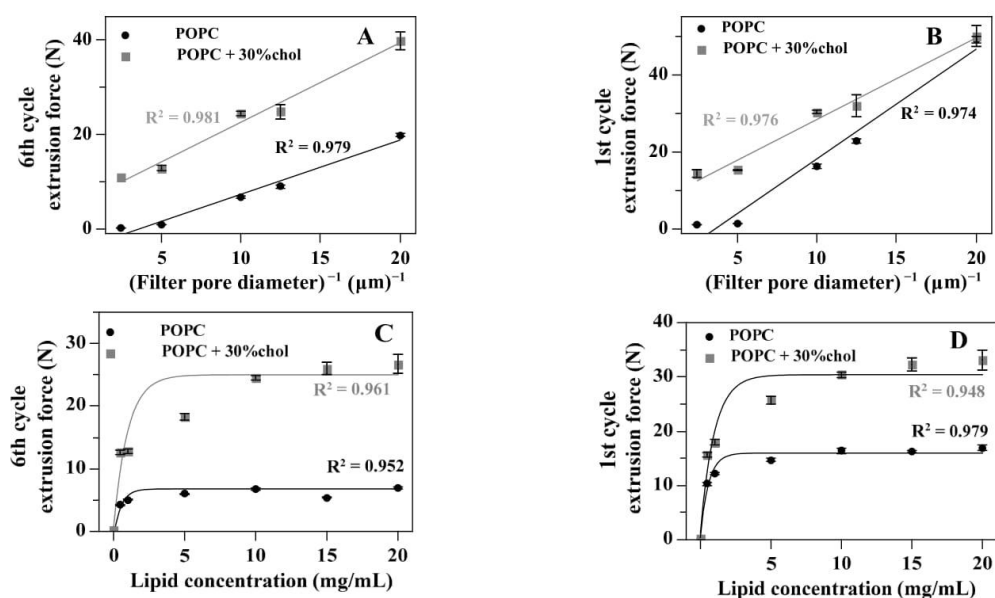 A
POPC
POPC + 30%chol
R² = 0.981
R² = 0.979
6th cycle
extrusion force (N)
40
20
0
5
10
15
20
(Filter pore diameter)⁻¹ (µm)⁻¹
B
POPC
POPC + 30%chol
R² = 0.976
R² = 0.974
1st cycle
extrusion force (N)
40
20
0
5
10
15
20
(Filter pore diameter)⁻¹ (µm)⁻¹
C
POPC
POPC + 30%chol
R² = 0.961
R² = 0.952
6th cycle
extrusion force (N)
30
20
10
0
0
5
10
15
20
Lipid concentration (mg/mL)
D
POPC
POPC + 30%chol
R² = 0.948
R² = 0.979
1st cycle
extrusion force (N)
40
30
20
10
0
5
10
15
20
Lipid concentration (mg/mL)